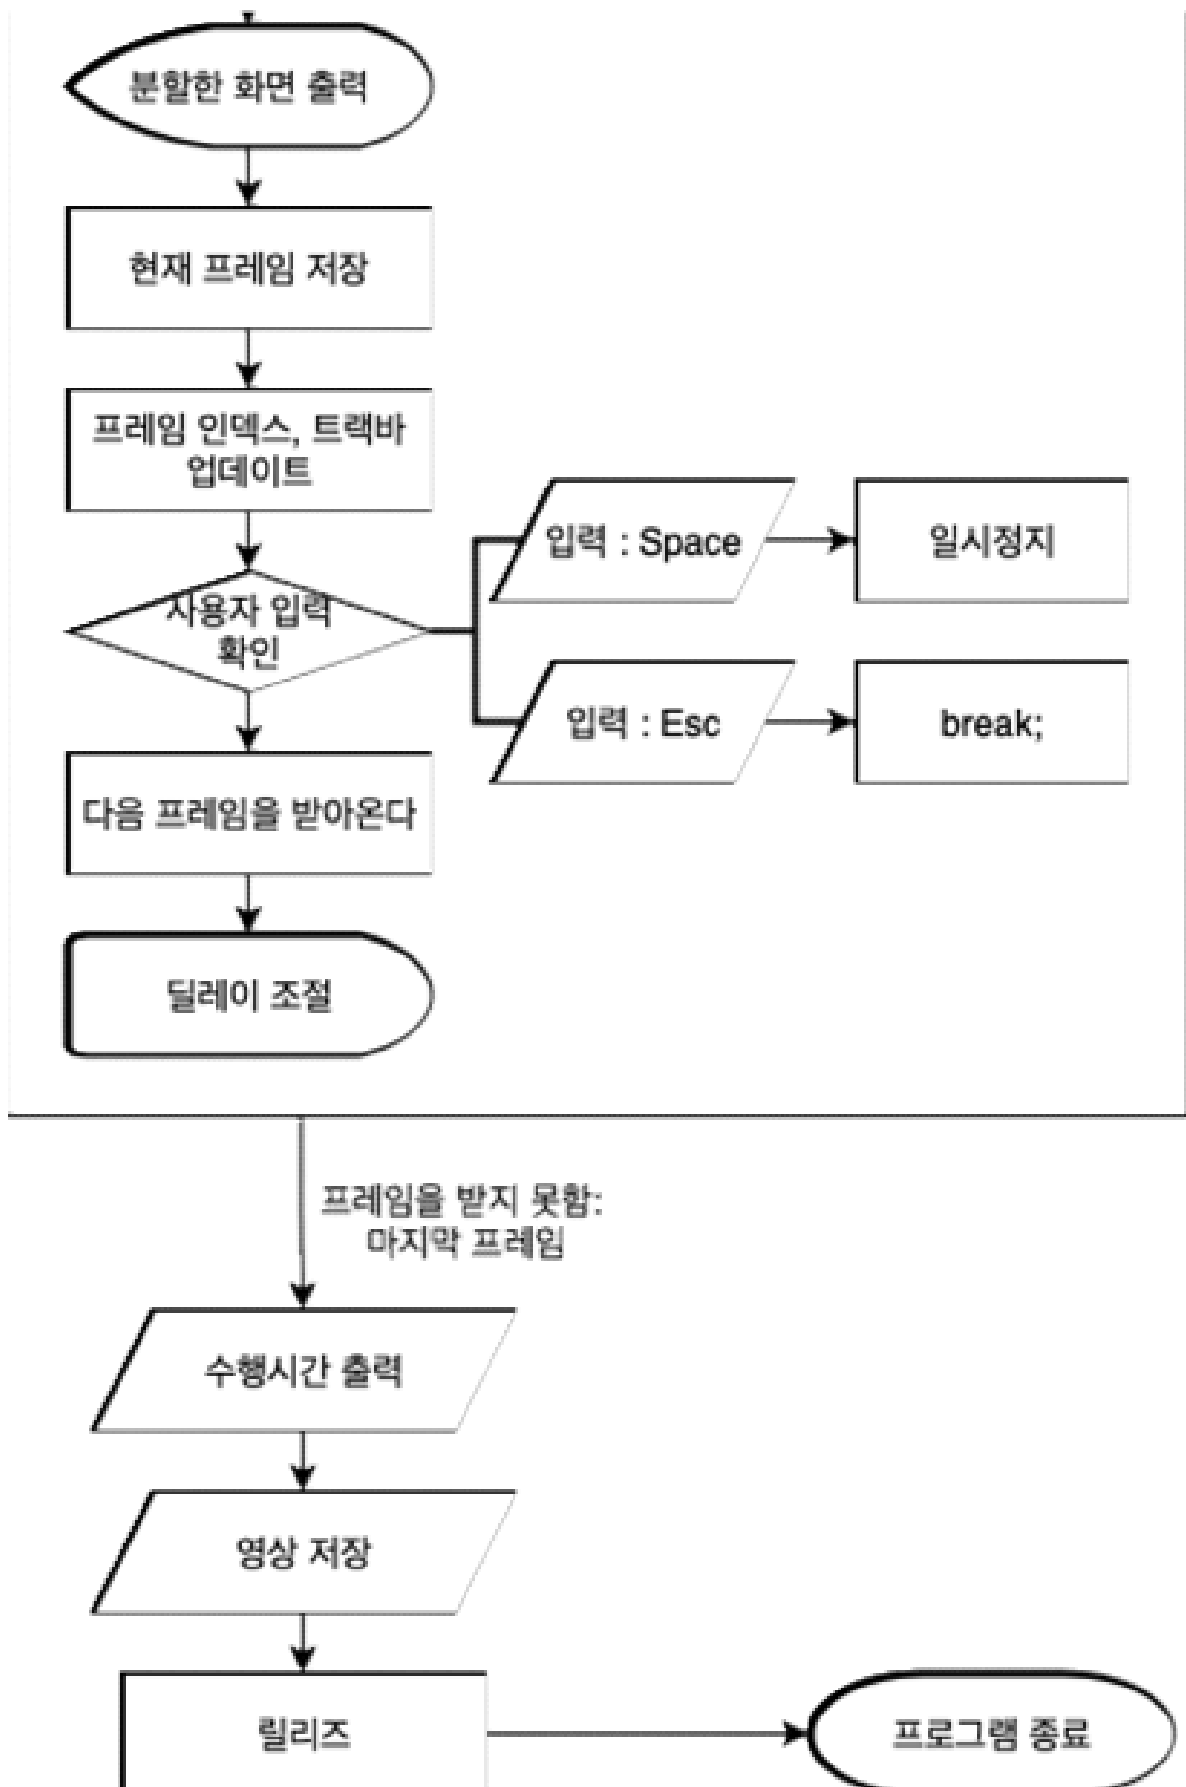 분할한 화면 출력
현재 프레임 저장
프레임 인덱스, 트랙바
업데이트
사용자 입력
확인
입력 : Space
일시정지
입력 : Esc
break;
다음 프레임을 받아온다
딜레이 조절
프레임을 받지 못함:
마지막 프레임
수행시간 출력
영상 저장
릴리즈
프로그램 종료